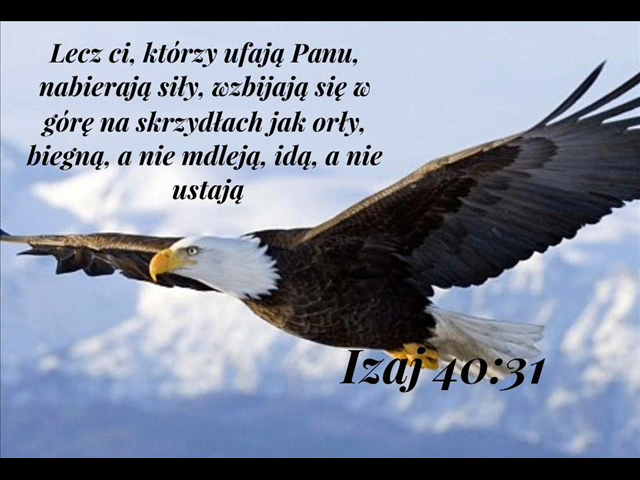 Lecz ci, którzy ufają Panu,
nabierają siły, wzbijają się w
górę na skrzydłach jak orły,
biegną, a nie mdleją, idą, a nie
ustają
Izaj 40:31